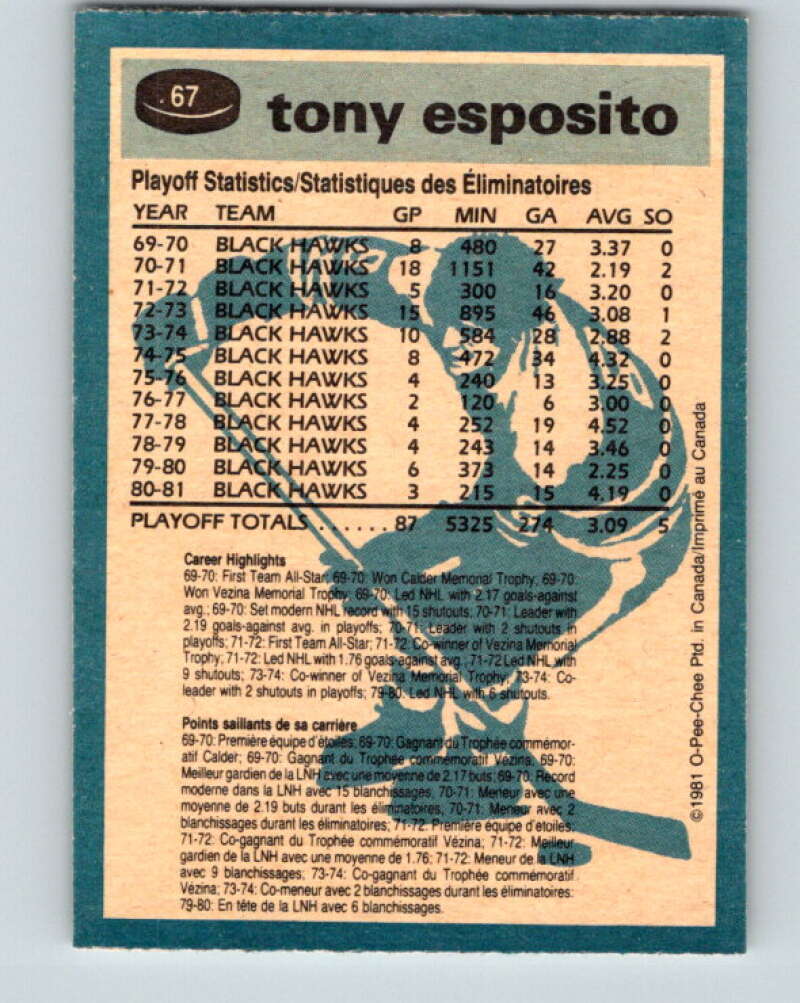 67
tony esposito
Playoff Statistics/Statistiques des Éliminatoires
YEAR TEAM GP MIN GA AVG SO
69-70 BLACK HAWKS 8 480 27 3.37 0
70-71 BLACK HAWKS 18 1151 42 2.19 2
71-72 BLACK HAWKS 5 300 16 3.20 0
72-73 BLACK HAWKS 15 895 46 3.08 1
73-74 BLACK HAWKS 10 584 28 2.88 2
74-75 BLACK HAWKS 8 472 34 4.32 0
75-76 BLACK HAWKS 4 240 13 3.25 0
76-77 BLACK HAWKS 2 120 6 3.00 0
77-78 BLACK HAWKS 4 252 19 4.52 0
78-79 BLACK HAWKS 4 243 14 3.46 0
79-80 BLACK HAWKS 6 373 14 2.25 0
80-81 BLACK HAWKS 3 215 15 4.19 0
PLAYOFF TOTALS ...... 87 5325 274 3.09 5
Career Highlights
69-70: First Team All-Star; 69-70: Won Calder Memorial Trophy; 69-70:
Won Vezina Memorial Trophy; 69-70: Led NHL with 2.17 goals-against
avg.; 69-70: Set modern NHL record with 15 shutouts; 70-71: Leader with
2.19 goals-against avg. in playoffs; 70-71: Leader with 2 shutouts in
playoffs; 71-72: First Team All-Star; 71-72: Co-winner of Vezina Memorial
Trophy; 71-72: Led NHL with 1.76 goals-against avg.; 71-72 Led NHL with
9 shutouts; 73-74: Co-winner of Vezina Memorial Trophy; 73-74: Co-
leader with 2 shutouts in playoffs; 79-80: Led NHL with 6 shutouts.
Points saillants de sa carrière
69-70: Première équipe d'étoiles; 69-70: Gagnant du Trophée commémor-
atif Calder; 69-70: Gagnant du Trophée commémoratif Vézina; 69-70:
Meilleur gardien de la LNH avec une moyenne de 2.17 buts; 69-70: Record
moderne dans la LNH avec 15 blanchissages; 70-71: Meneur avec une
moyenne de 2.19 buts durant les éliminatoires; 70-71: Meneur avec 2
blanchissages durant les éliminatoires; 71-72: Première équipe d'étoiles;
71-72: Co-gagnant du Trophée commémoratif Vézina; 71-72: Meilleur
gardien de la LNH avec une moyenne de 1.76; 71-72: Meneur de la LNH
avec 9 blanchissages; 73-74: Co-gagnant du Trophée commémoratif
Vézina; 73-74: Co-meneur avec 2 blanchissages durant les éliminatoires:
79-80: En tête de la LNH avec 6 blanchissages.
©1981 O-Pee-Chee Ptd. in Canada/Imprimé au Canada